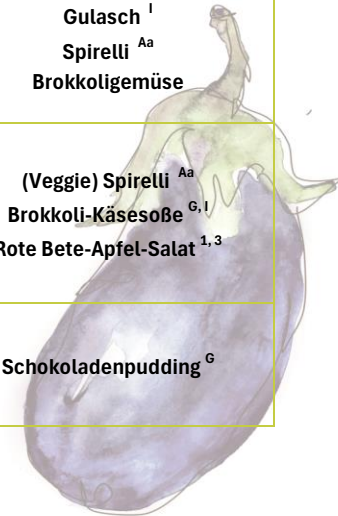 Gulasch I
Spirelli Aa
Brokkoligemüse
(Veggie) Spirelli Aa
Brokkoli-Käsesoße G, I
Rote Bete-Apfel-Salat 1, 3
Schokoladenpudding G